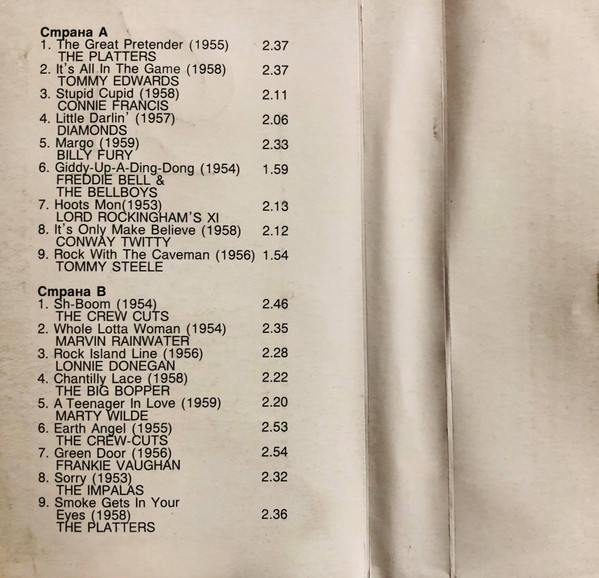 Страна А
1. The Great Pretender (1955) 2.37
THE PLATTERS
2. It's All In The Game (1958) 2.37
TOMMY EDWARDS
3. Stupid Cupid (1958) 2.11
CONNIE FRANCIS
4. Little Darlin' (1957) 2.06
DIAMONDS
5. Margo (1959) 2.33
BILLY FURY
6. Giddy-Up-A-Ding-Dong (1954) 1.59
FREDDIE BELL &
THE BELLBOYS
7. Hoots Mon(1953) 2.13
LORD ROCKINGHAM'S XI
8. It's Only Make Believe (1958) 2.12
CONWAY TWITTY
9. Rock With The Caveman (1956) 1.54
TOMMY STEELE
Страна В
1. Sh-Boom (1954) 2.46
THE CREW CUTS
2. Whole Lotta Woman (1954) 2.35
MARVIN RAINWATER
3. Rock Island Line (1956) 2.28
LONNIE DONEGAN
4. Chantilly Lace (1958) 2.22
THE BIG BOPPER
5. A Teenager In Love (1959) 2.20
MARTY WILDE
6. Earth Angel (1955) 2.53
THE CREW-CUTS
7. Green Door (1956) 2.54
FRANKIE VAUGHAN
8. Sorry (1953) 2.32
THE IMPALAS
9. Smoke Gets In Your
Eyes (1958) 2.36
THE PLATTERS